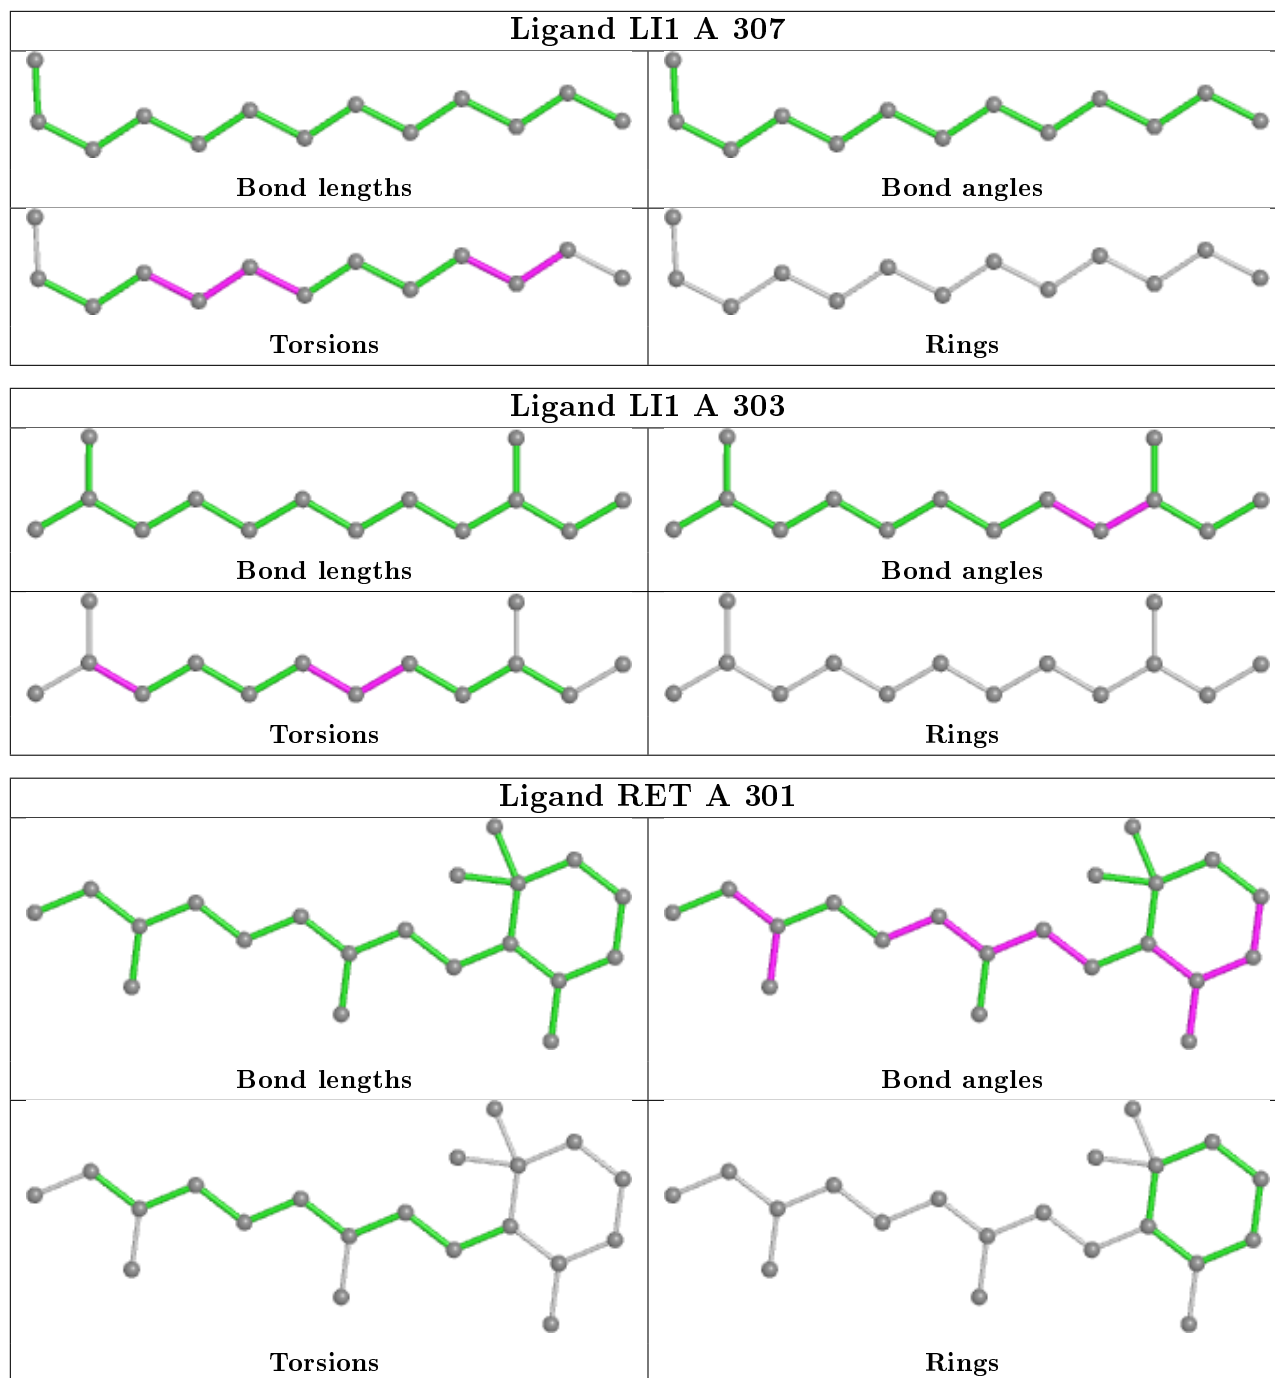 Ligand LI1 A 307
Bond lengths
Bond angles
Torsions
Rings
Ligand LI1 A 303
Bond lengths
Bond angles
Torsions
Rings
Ligand RET A 301
Bond lengths
Bond angles
Torsions
Rings